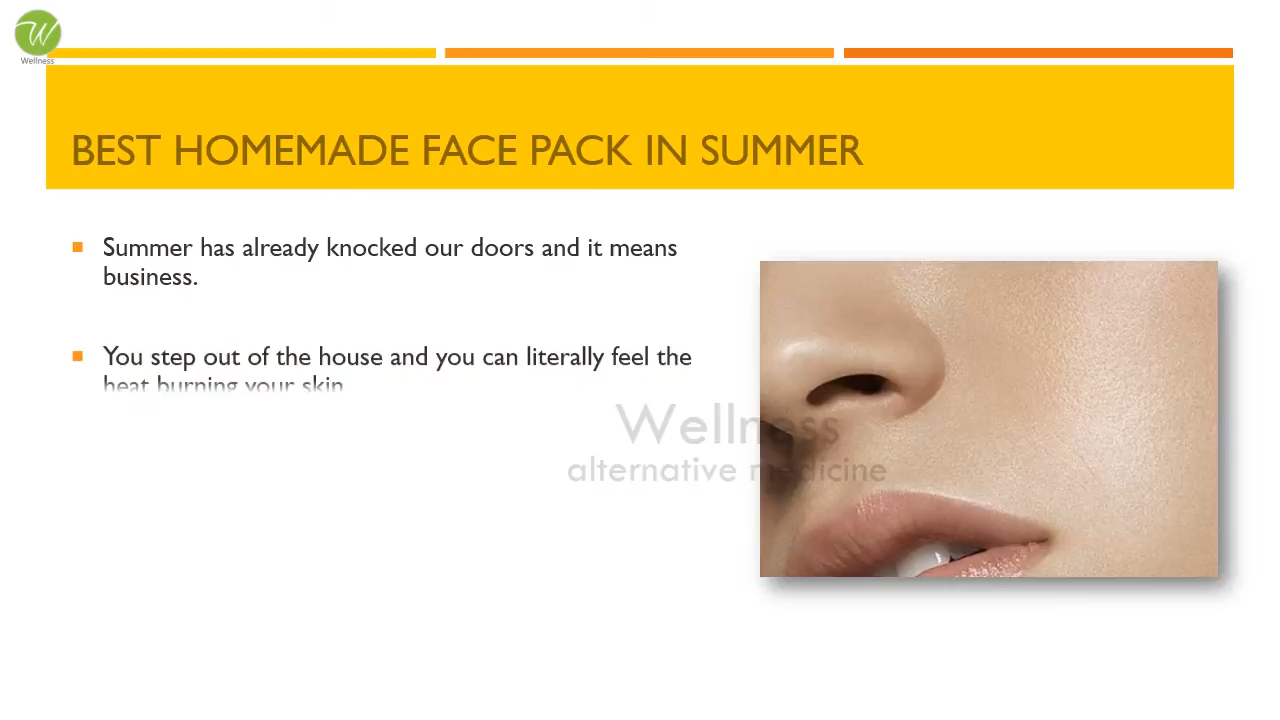 W
Wellness
BEST HOMEMADE FACE PACK IN SUMMER
Summer has already knocked our doors and it means
business.
You step out of the house and you can literally feel the
heat burning your skin
Wellness
alternative medicine